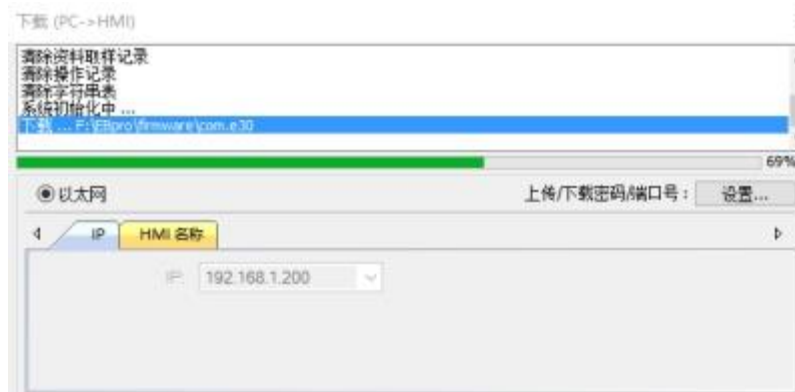 下载 (PC->HMI)
清除资料取样记录
清除操作记录
清除字符串表
系统初始化中 ...
下载 ... F:\EBpro\firmware\com.e30
69%
以太网
上传/下载密码/端口号：
设置...
IP
HMI 名称
IP:
192.168.1.200